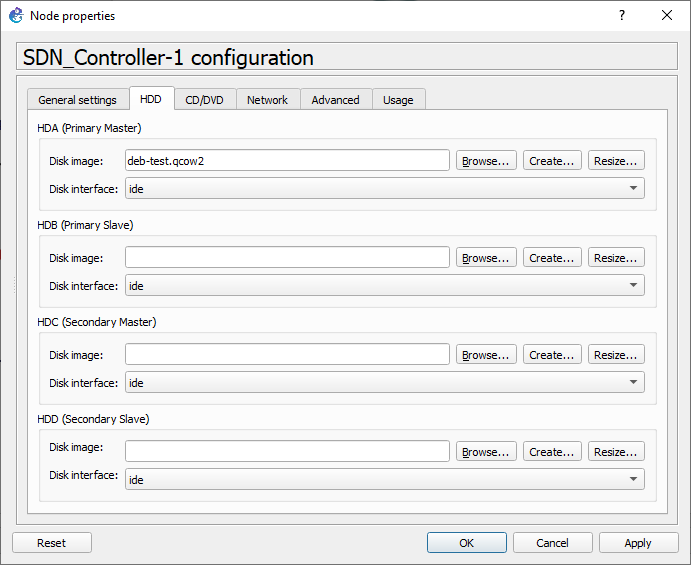 Node properties
?
SDN_Controller-1 configuration
General settings HDD CD/DVD Network Advanced Usage
HDA (Primary Master)
Disk image: deb-test.qcow2 Browse... Create... Resize...
Disk interface: ide
HDB (Primary Slave)
Disk image: Browse... Create... Resize...
Disk interface: ide
HDC (Secondary Master)
Disk image: Browse... Create... Resize...
Disk interface: ide
HDD (Secondary Slave)
Disk image: Browse... Create... Resize...
Disk interface: ide
Reset OK Cancel Apply